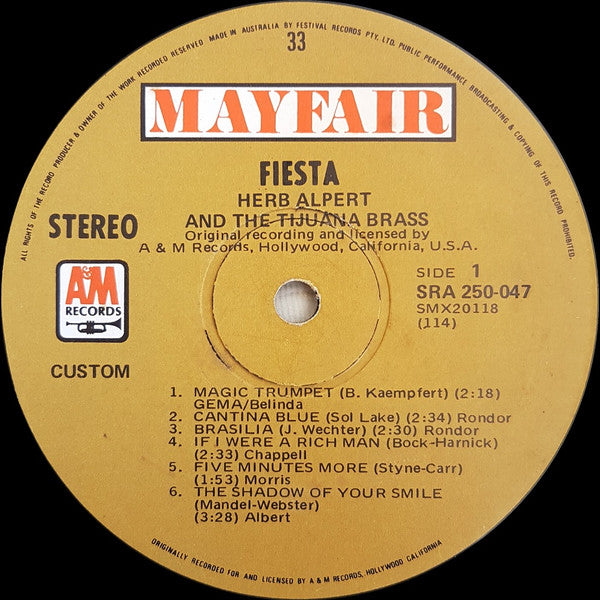 ALL RIGHTS OF THE RECORD PRODUCER & OWNER OF THE WORK RECORDED RESERVED. MADE IN AUSTRALIA BY FESTIVAL RECORDS PTY. LTD. PUBLIC PERFORMANCE BROADCASTING & COPYING OF THIS RECORD PROHIBITED.
33
MAYFAIR
FIESTA
HERB ALPERT
AND THE TIJUANA BRASS
Original recording and licensed by
A & M Records, Hollywood, California, U.S.A.
STEREO
SIDE 1
SRA 250-047
SMX20118
(114)
A&M
RECORDS
CUSTOM
1. MAGIC TRUMPET (B. Kaempfert) (2:18)
GEMA/Belinda
2. CANTINA BLUE (Sol Lake) (2:34) Rondor
3. BRASILIA (J. Wechter) (2:30) Rondor
4. IF I WERE A RICH MAN (Bock-Harnick)
(2:33) Chappell
5. FIVE MINUTES MORE (Styne-Carr)
(1:53) Morris
6. THE SHADOW OF YOUR SMILE
(Mandel-Webster)
(3:28) Albert
ORIGINALLY RECORDED FOR AND LICENSED BY A & M RECORDS, HOLLYWOOD CALIFORNIA